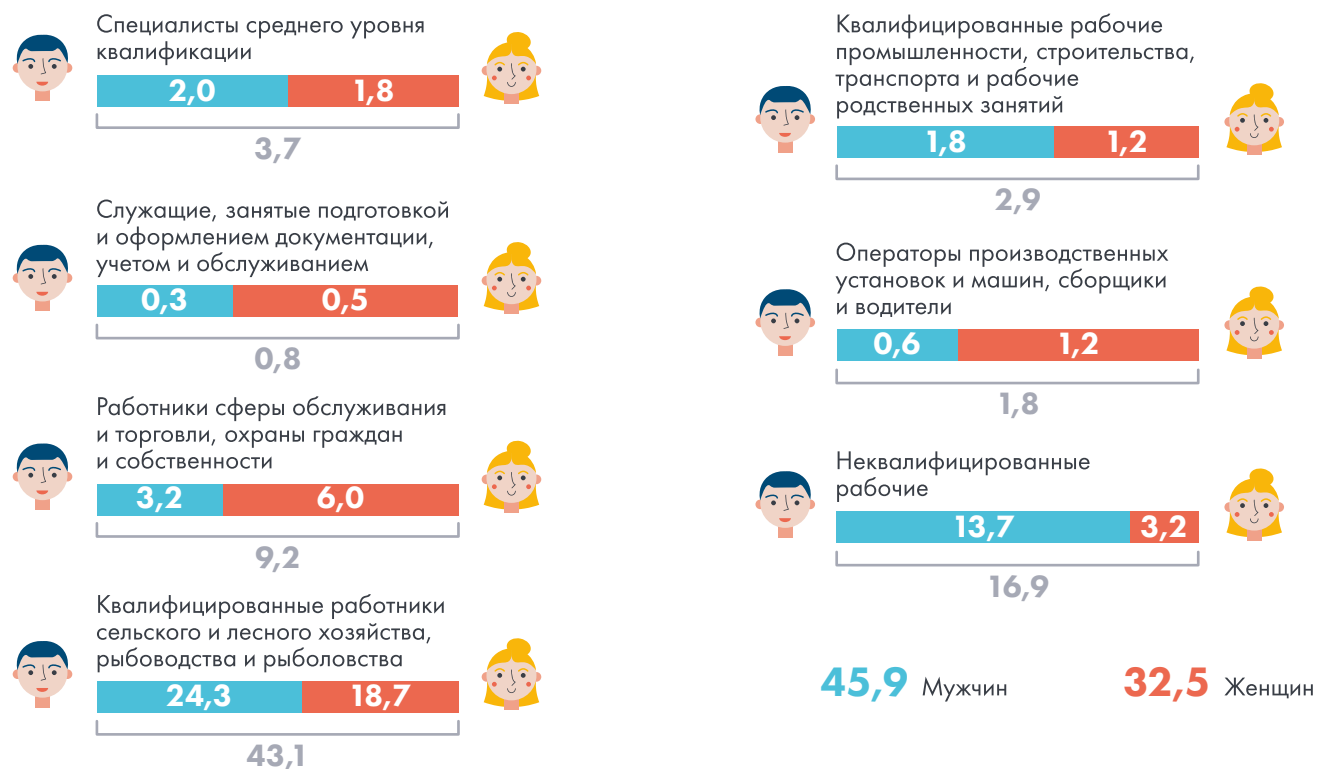 Специалисты среднего уровня
квалификации
2,0 1,8
3,7
Служащие, занятые подготовкой
и оформлением документации,
учетом и обслуживанием
0,3 0,5
0,8
Работники сферы обслуживания
и торговли, охраны граждан
и собственности
3,2 6,0
9,2
Квалифицированные работники
сельского и лесного хозяйства,
рыбоводства и рыболовства
24,3 18,7
43,1
Квалифицированные рабочие
промышленности, строительства,
транспорта и рабочие
родственных занятий
1,8 1,2
2,9
Операторы производственных
установок и машин, сборщики
и водители
0,6 1,2
1,8
Неквалифицированные
рабочие
13,7 3,2
16,9
45,9 Мужчин 32,5 Женщин